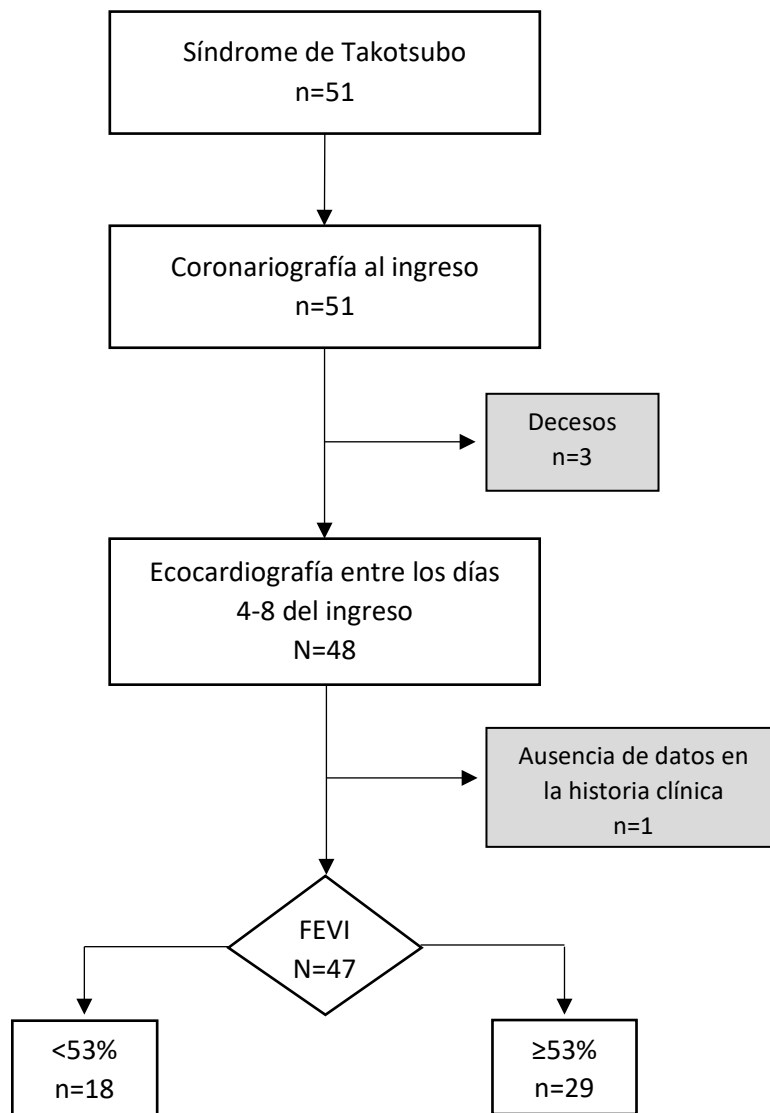 Síndrome de Takotsubo
n=51
Coronariografía al ingreso
n=51
Decesos
n=3
Ecocardiografía entre los días
4-8 del ingreso
N=48
Ausencia de datos en
la historia clínica
n=1
FEVI
N=47
<53%
n=18
≥53%
n=29